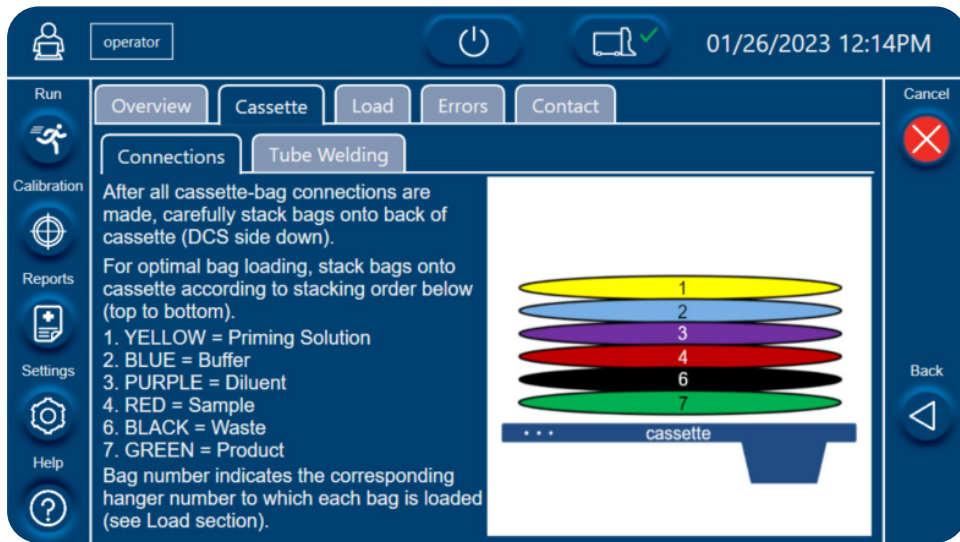 operator
01/26/2023 12:14PM
Run
Calibration
Reports
Settings
Help
Overview
Cassette
Load
Errors
Contact
Connections
Tube Welding
After all cassette-bag connections are
made, carefully stack bags onto back of
cassette (DCS side down).
For optimal bag loading, stack bags onto
cassette according to stacking order below
(top to bottom).
1. YELLOW = Priming Solution
2. BLUE = Buffer
3. PURPLE = Diluent
4. RED = Sample
6. BLACK = Waste
7. GREEN = Product
Bag number indicates the corresponding
hanger number to which each bag is loaded
(see Load section).
1
2
3
4
6
7
cassette
Cancel
Back